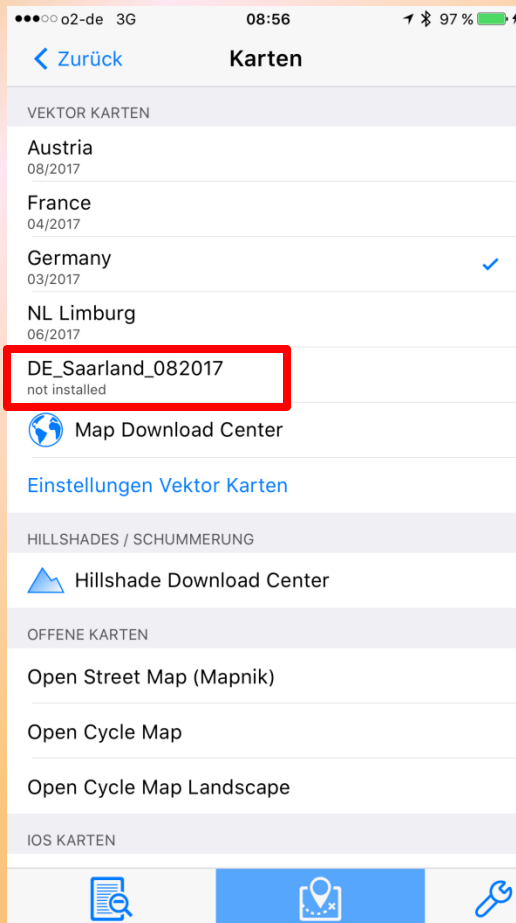 o2-de 3G 08:56 97 %
Zurück Karten
VEKTOR KARTEN
Austria
08/2017
France
04/2017
Germany
03/2017
NL Limburg
06/2017
DE_Saarland_082017
not installed
Map Download Center
Einstellungen Vektor Karten
HILLSHADES / SCHUMMERUNG
Hillshade Download Center
OFFENE KARTEN
Open Street Map (Mapnik)
Open Cycle Map
Open Cycle Map Landscape
IOS KARTEN